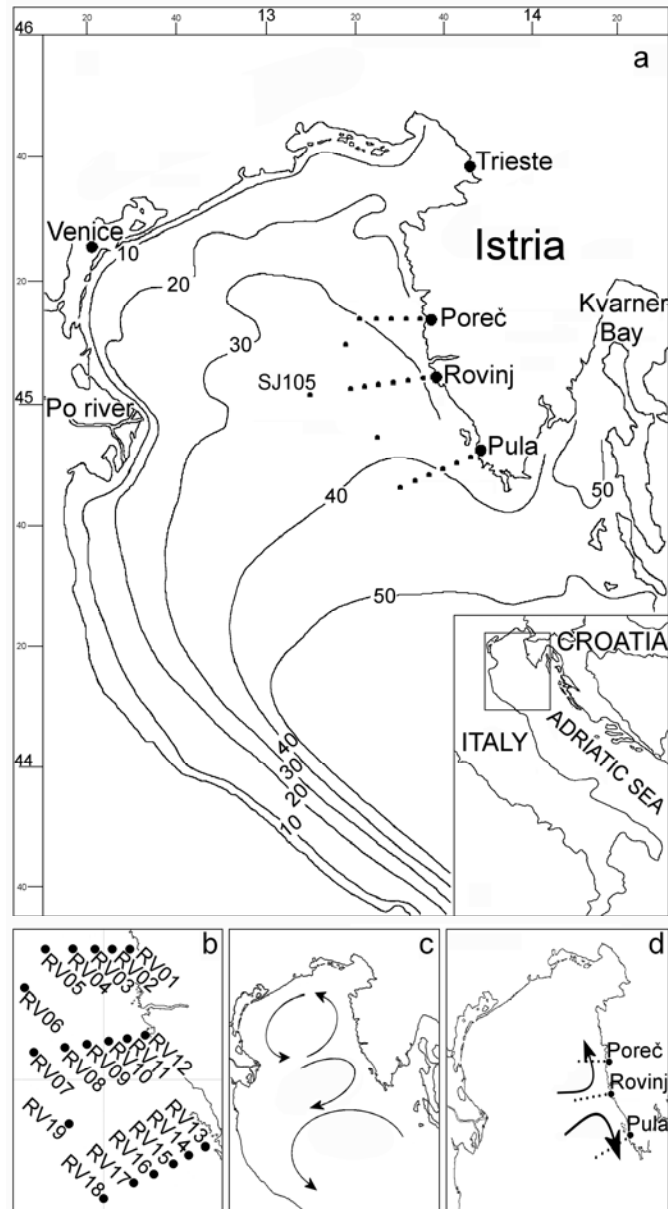 46
20
40
13
20
40
14
20
a
40
Trieste
Venice
10
Istria
20
20
Kvarner
Bay
Poreč
30
SJ105
Rovinj
45
Po river
Pula
40
50
40
20
50
CROATIA
ITALY
ADRIATIC SEA
44
40
30
20
10
40
b
RV01
RV02
RV03
RV04
RV05
RV06
RV12
RV11
RV10
RV09
RV08
RV07
RV19
RV13
RV14
RV15
RV16
RV17
RV18
c
d
Poreč
Rovinj
Pula